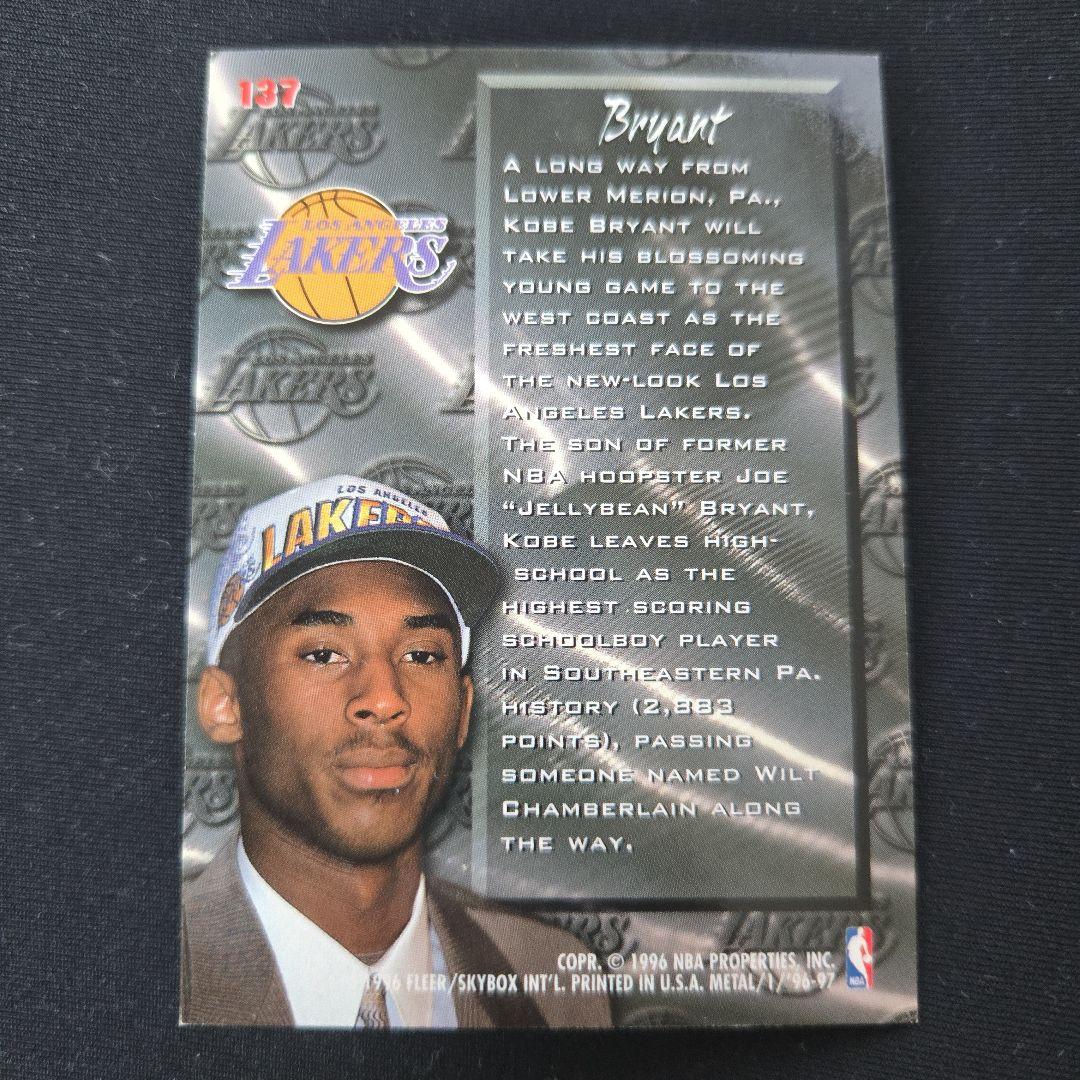 137
LOS ANGELES
LAKERS
Bryant
A LONG WAY FROM
LOWER MERION, PA.,
KOBE BRYANT WILL
TAKE HIS BLOSSOMING
YOUNG GAME TO THE
WEST COAST AS THE
FRESHEST FACE OF
THE NEW-LOOK LOS
ANGELES LAKERS.
THE SON OF FORMER
NBA HOOPSTER JOE
"JELLYBEAN" BRYANT,
KOBE LEAVES HIGH-
SCHOOL AS THE
HIGHEST SCORING
SCHOOLBOY PLAYER
IN SOUTHEASTERN PA.
HISTORY (2,883
POINTS), PASSING
SOMEONE NAMED WILT
CHAMBERLAIN ALONG
THE WAY.
LOS ANGELES
LAKERS
COPR. © 1996 NBA PROPERTIES, INC.
1996 FLEER/SKYBOX INT'L. PRINTED IN U.S.A. METAL/1/'96-97
NBA